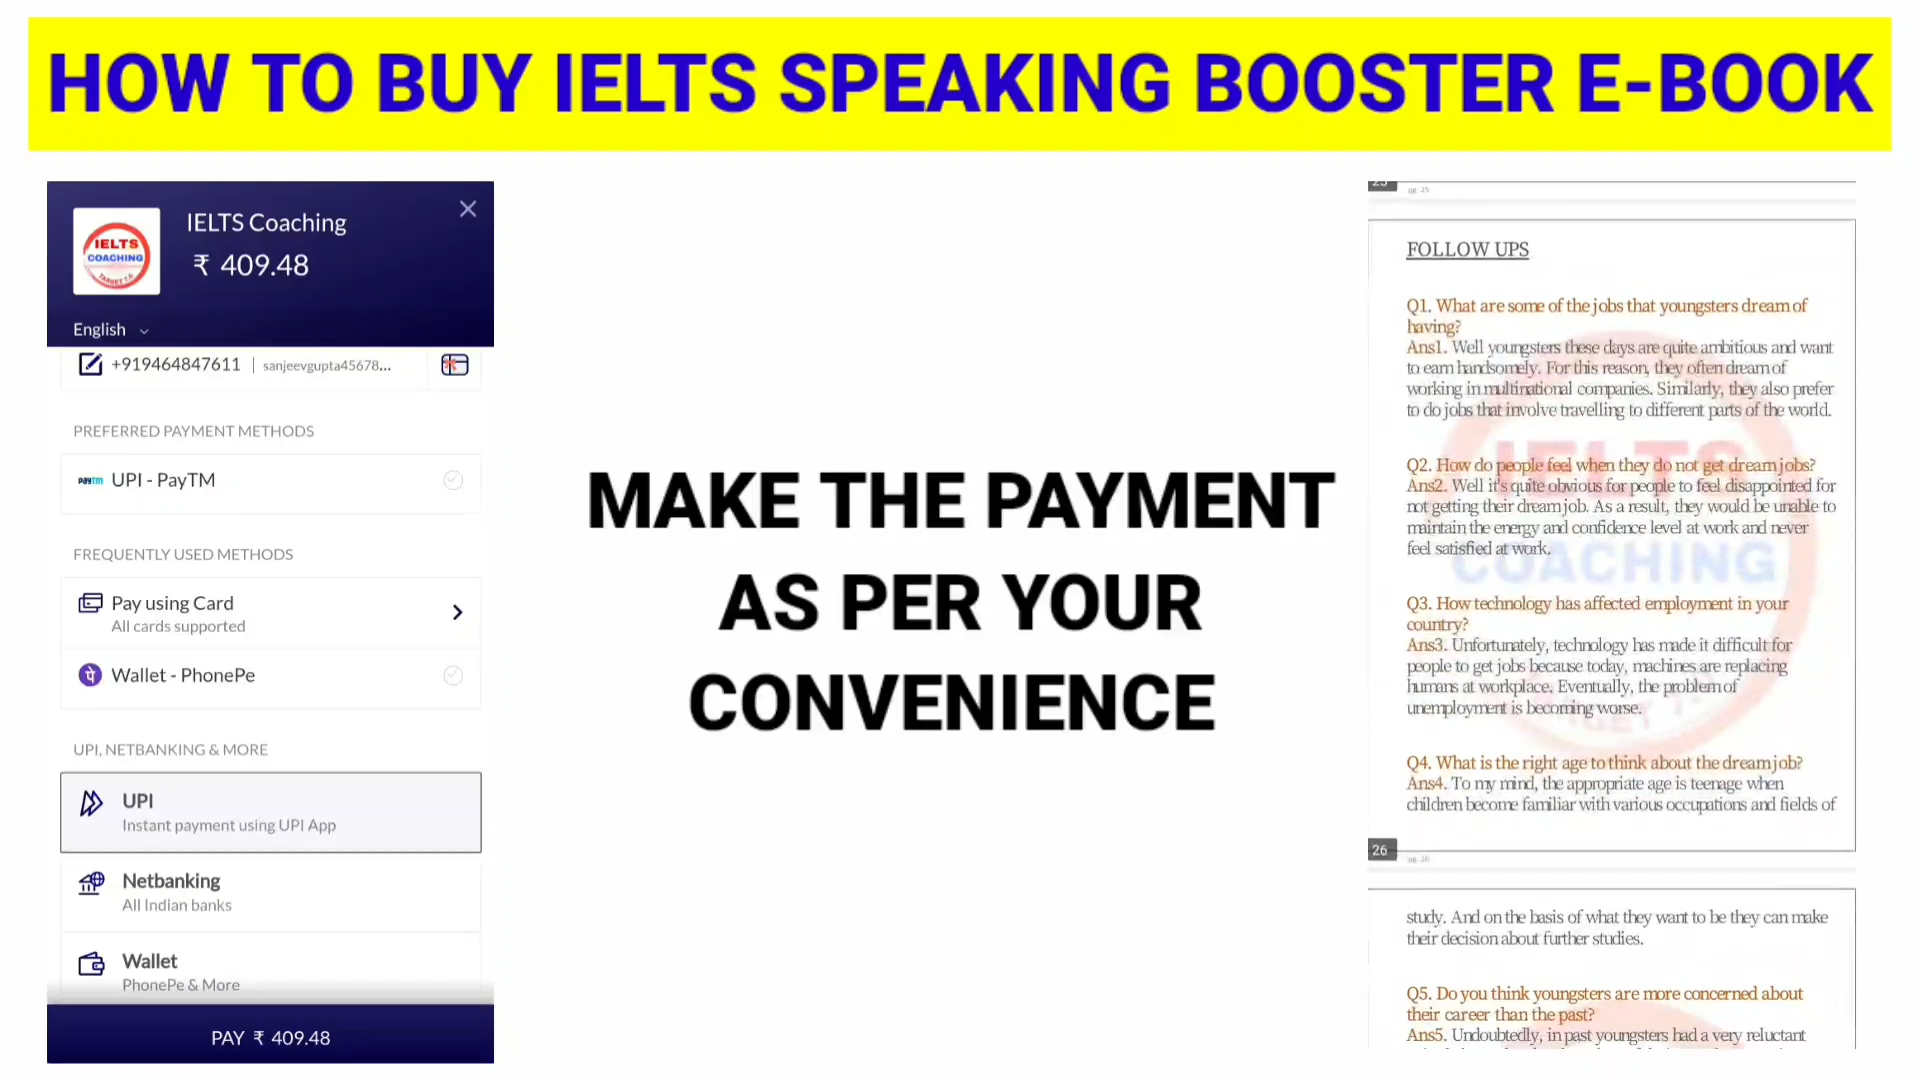 HOW TO BUY IELTS SPEAKING BOOSTER E-BOOK
IELTS Coaching
₹ 409.48
IELTS
COACHING
TARGET 7.0
English
+919464847611 | sanjeevgupta45678...
PREFERRED PAYMENT METHODS
paytm UPI - PayTM
FREQUENTLY USED METHODS
Pay using Card
All cards supported
Wallet - PhonePe
UPI, NETBANKING & MORE
UPI
Instant payment using UPI App
Netbanking
All Indian banks
Wallet
PhonePe & More
PAY ₹ 409.48
MAKE THE PAYMENT
AS PER YOUR
CONVENIENCE
25
FOLLOW UPS
Q1. What are some of the jobs that youngsters dream of
having?
Ans1. Well youngsters these days are quite ambitious and want
to earn handsomely. For this reason, they often dream of
working in multinational companies. Similarly, they also prefer
to do jobs that involve travelling to different parts of the world.
Q2. How do people feel when they do not get dream jobs?
Ans2. Well it's quite obvious for people to feel disappointed for
not getting their dream job. As a result, they would be unable to
maintain the energy and confidence level at work and never
feel satisfied at work.
Q3. How technology has affected employment in your
country?
Ans3. Unfortunately, technology has made it difficult for
people to get jobs because today, machines are replacing
humans at workplace. Eventually, the problem of
unemployment is becoming worse.
Q4. What is the right age to think about the dream job?
Ans4. To my mind, the appropriate age is teenage when
children become familiar with various occupations and fields of
IELTS
COACHING
26
study. And on the basis of what they want to be they can make
their decision about further studies.
Q5. Do you think youngsters are more concerned about
their career than the past?
Ans5. Undoubtedly, in past youngsters had a very reluctant